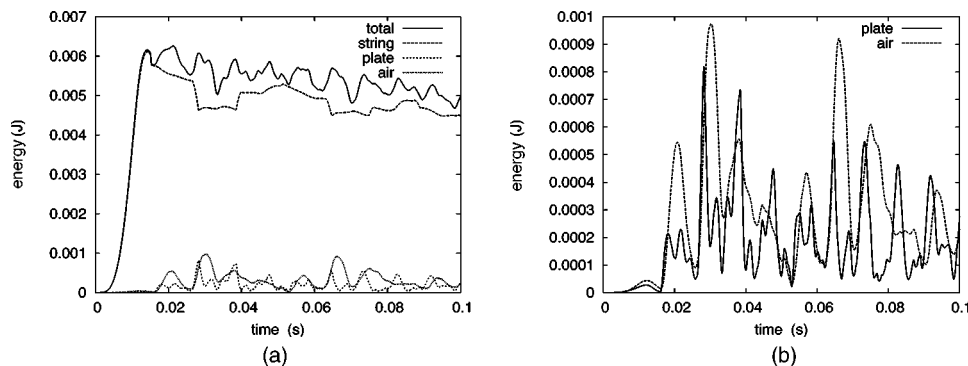 0.007
0.006
0.005
0.004
0.003
0.002
0.001
0
energy (J)
total
string
plate
air
0 0.02 0.04 0.06 0.08 0.1
time (s)
(a)
0.001
0.0009
0.0008
0.0007
0.0006
0.0005
0.0004
0.0003
0.0002
0.0001
0
energy (J)
plate
air
0 0.02 0.04 0.06 0.08 0.1
time (s)
(b)